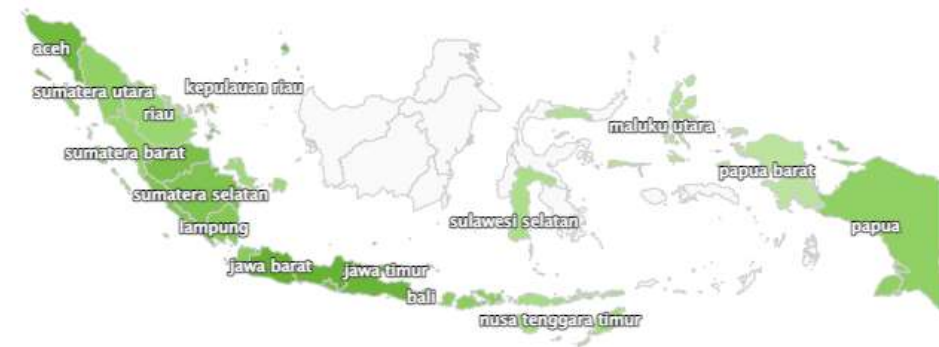 aceh
sumatera utara
kepulauan riau
riau
maluku utara
sumatera barat
papua barat
sumatera selatan
sulawesi selatan
lampung
papua
jawa barat
jawa timur
bali
nusa tenggara timur